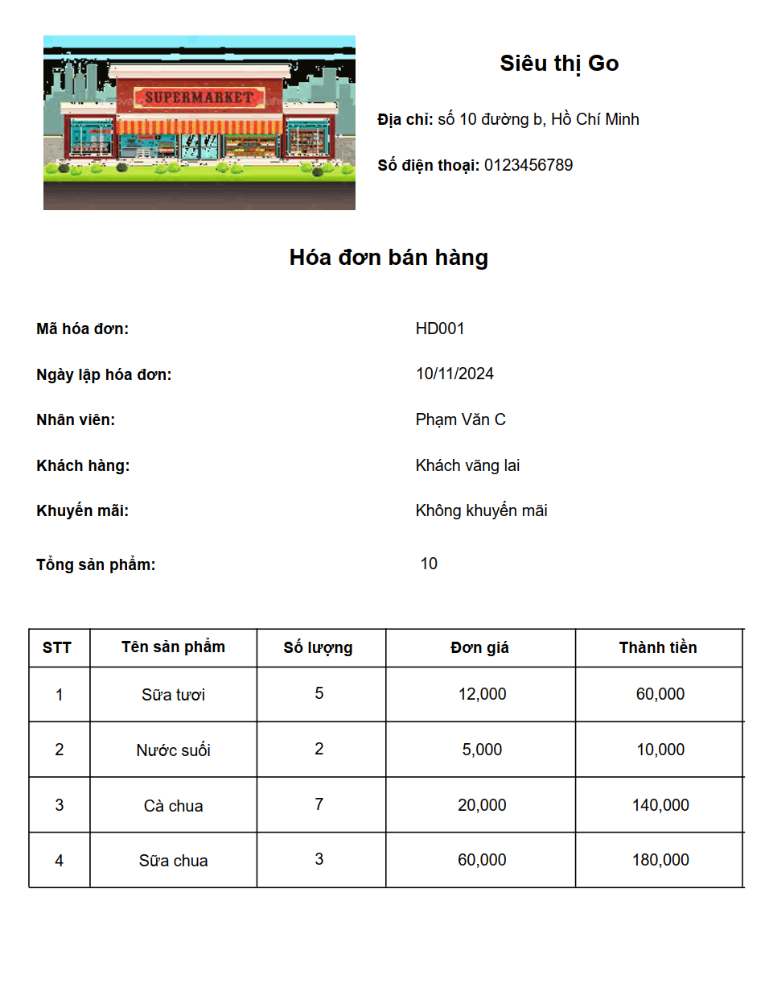 SUPERMARKET
Siêu thị Go
Địa chỉ: số 10 đường b, Hồ Chí Minh
Số điện thoại: 0123456789
Hóa đơn bán hàng
Mã hóa đơn: HD001
Ngày lập hóa đơn: 10/11/2024
Nhân viên: Phạm Văn C
Khách hàng: Khách vãng lai
Khuyến mãi: Không khuyến mãi
Tổng sản phẩm: 10
STT Tên sản phẩm Số lượng Đơn giá Thành tiền
1 Sữa tươi 5 12,000 60,000
2 Nước suối 2 5,000 10,000
3 Cà chua 7 20,000 140,000
4 Sữa chua 3 60,000 180,000